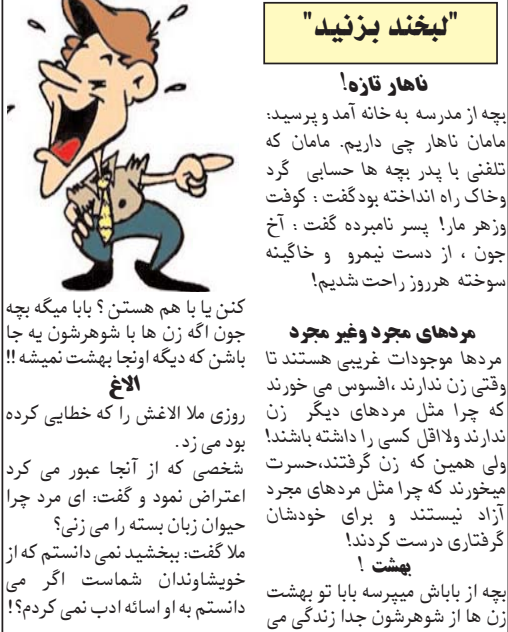 "لبخند بزنید"
ناهار تازه!
بچه از مدرسه به خانه آمد و پرسید:
مامان ناهار چی داریم. مامان که
تلفنی با پدر بچه ها حسابی گرد
وخاک راه انداخته بودگفت : کوفت
وزهر مار! پسر نامبرده گفت : آخ
جون ، از دست نیمرو و خاگینه
سوخته هرروز راحت شدیم!
مردهای مجرد وغیر مجرد
مردها موجودات غریبی هستند تا
وقتی زن ندارند ،افسوس می خورند
که چرا مثل مردهای دیگر زن
ندارند ولااقل کسی را داشته باشند!
ولی همین که زن گرفتند،حسرت
میخورند که چرا مثل مردهای مجرد
آزاد نیستند و برای خودشان
گرفتاری درست کردند!
بهشت !
بچه از باباش میپرسه بابا تو بهشت
زن ها از شوهرشون جدا زندگی می
کنن یا با هم هستن ؟ بابا میگه بچه
جون اگه زن ها با شوهرشون یه جا
باشن که دیگه اونجا بهشت نمیشه !!
الاغ
روزی ملا الاغش را که خطایی کرده
بود می زد.
شخصی که از آنجا عبور می کرد
اعتراض نمود و گفت: ای مرد چرا
حیوان زبان بسته را می زنی؟
ملا گفت: ببخشید نمی دانستم که از
خویشاوندان شماست اگر می
دانستم به او اسائه ادب نمی کردم؟!